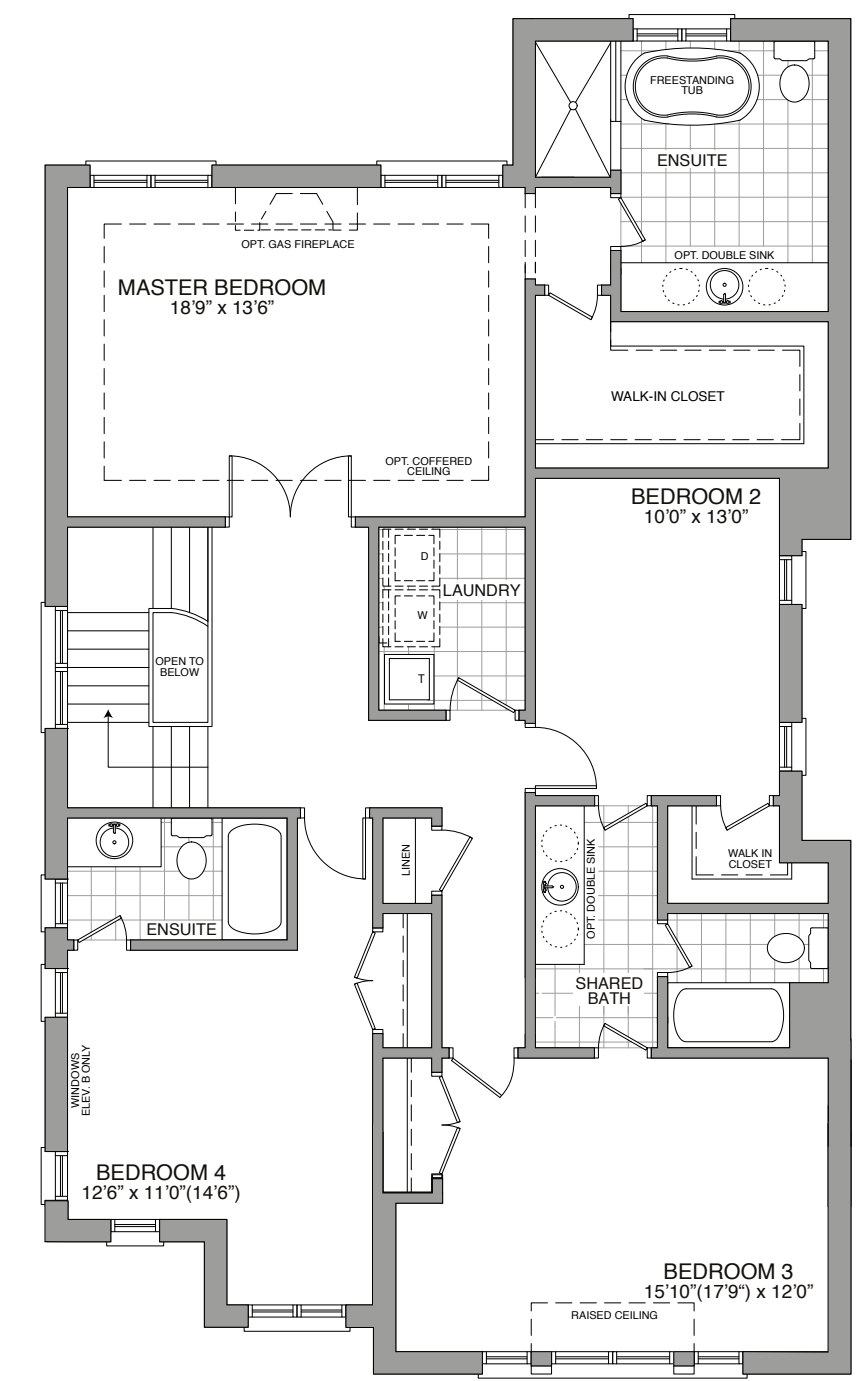 FREESTANDING
TUB
ENSUITE
OPT. DOUBLE SINK
OPT. GAS FIREPLACE
MASTER BEDROOM
18’9” x 13’6”
WALK-IN CLOSET
OPT. COFFERED
CEILING
BEDROOM 2
10’0” x 13’0”
D
LAUNDRY
W
T
OPEN TO
BELOW
LINEN
OPT. DOUBLE SINK
WALK IN
CLOSET
ENSUITE
SHARED
BATH
WINDOWS
ELEV. B ONLY
BEDROOM 4
12’6” x 11’0”(14’6”)
BEDROOM 3
15’10”(17’9“) x 12’0”
RAISED CEILING